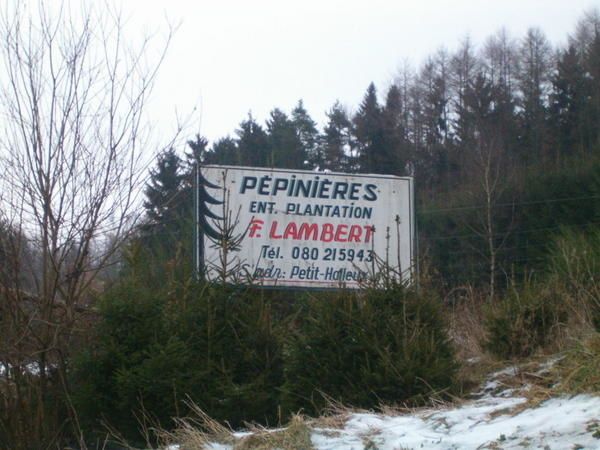 PÉPINIÈRES
ENT. PLANTATION
F. LAMBERT
Tél. 080 215943
Petit-Halleux